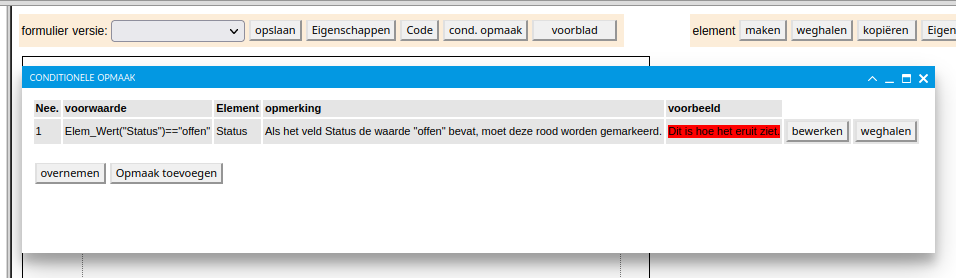 formulier versie: opslaan Eigenschappen Code cond. opmaak voorblad element maken weghalen kopiëren Eigen
CONDITIONELE OPMAAK
Nee. voorwaarde Element opmerking voorbeeld
1 Elem_Wert("Status")=="offen" Status Als het veld Status de waarde "offen" bevat, moet deze rood worden gemarkeerd. Dit is hoe het eruit ziet. bewerken weghalen
overnemen Opmaak toevoegen